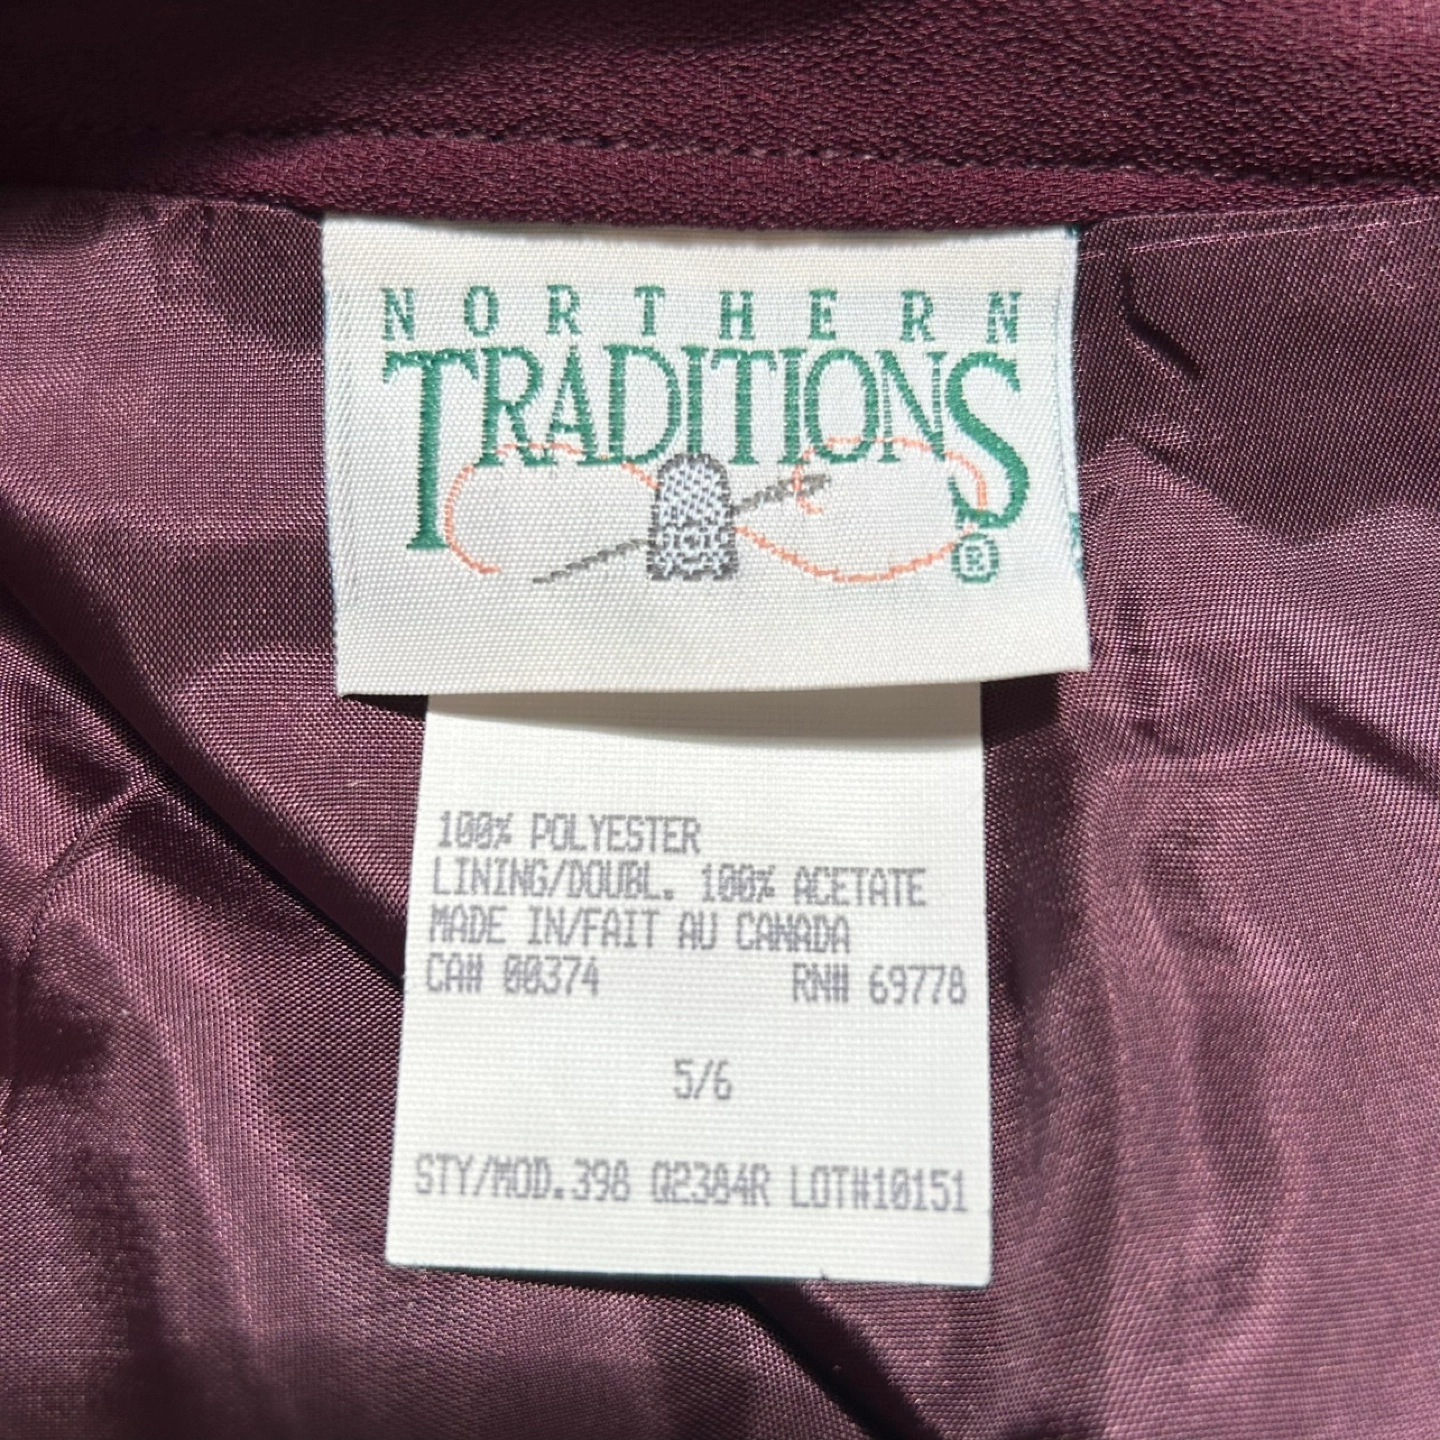 NORTHERN
TRADITIONS
®
100% POLYESTER
LINING/DOUBL. 100% ACETATE
MADE IN/FAIT AU CANADA
CA# 00374 RN# 69778
5/6
STY/MOD.398 Q2384R LOT#10151